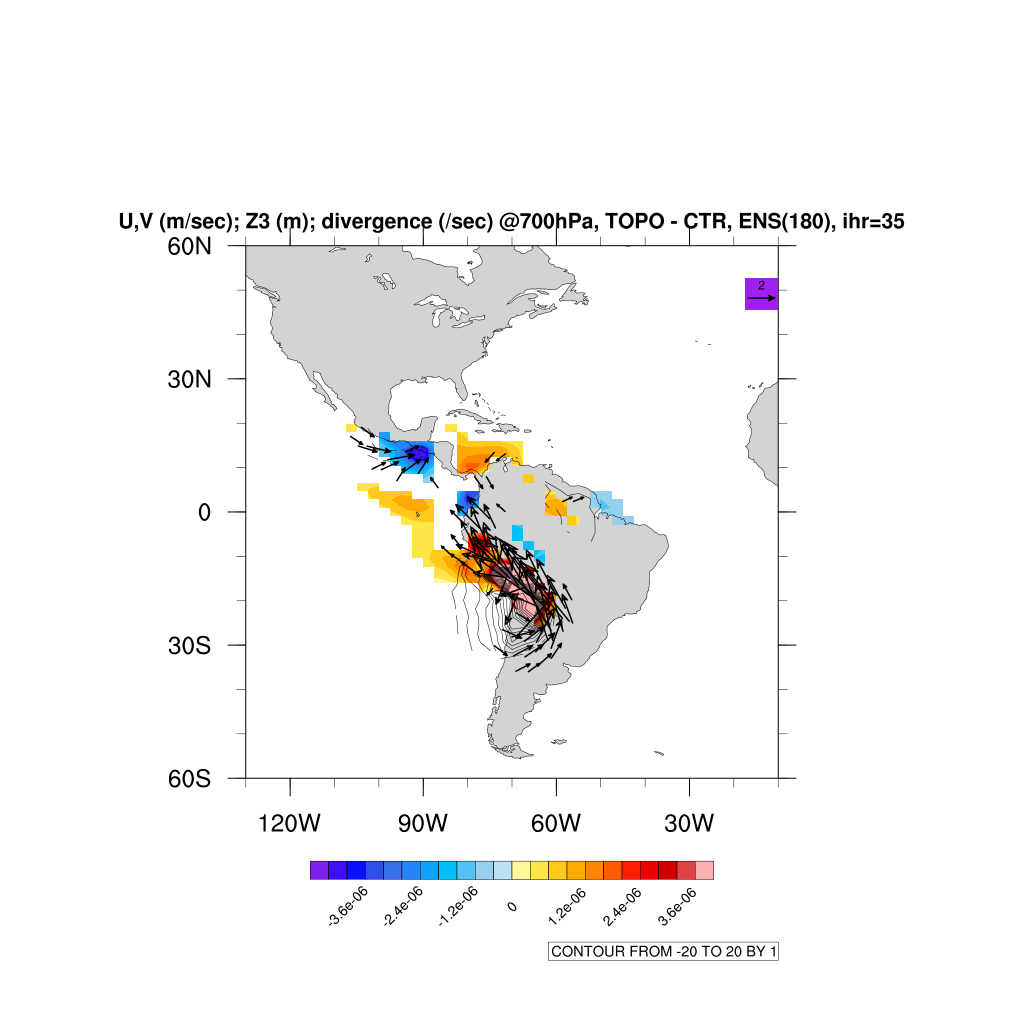 U,V (m/sec); Z3 (m); divergence (/sec) @700hPa, TOPO - CTR, ENS(180), ihr=35
60N
2
30N
0
30S
60S
120W 90W 60W 30W
-3.6e-06 -2.4e-06 -1.2e-06 0 1.2e-06 2.4e-06 3.6e-06
CONTOUR FROM -20 TO 20 BY 1